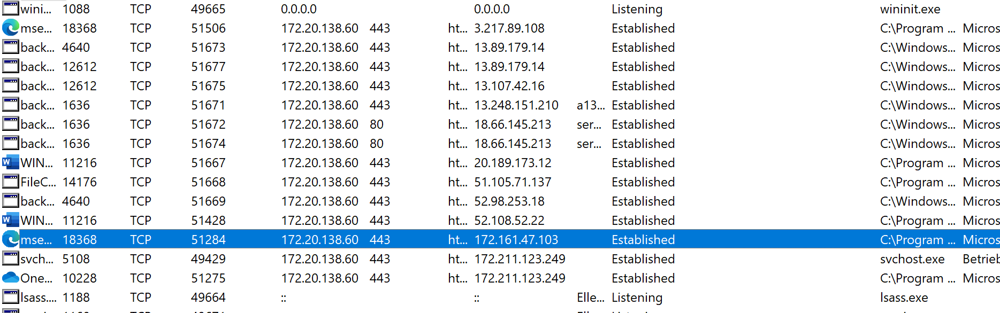 wini... 1088 TCP 49665 0.0.0.0 0.0.0.0 Listening wininit.exe
mse... 18368 TCP 51506 172.20.138.60 443 ht... 3.217.89.108 Established C:\Program ... Micros
back... 4640 TCP 51673 172.20.138.60 443 ht... 13.89.179.14 Established C:\Windows... Micros
back... 12612 TCP 51677 172.20.138.60 443 ht... 13.89.179.14 Established C:\Windows... Micros
back... 12612 TCP 51675 172.20.138.60 443 ht... 13.107.42.16 Established C:\Windows... Micros
back... 1636 TCP 51671 172.20.138.60 443 ht... 13.248.151.210 a13... Established C:\Windows... Micros
back... 1636 TCP 51672 172.20.138.60 80 ht... 18.66.145.213 ser... Established C:\Windows... Micros
back... 1636 TCP 51674 172.20.138.60 80 ht... 18.66.145.213 ser... Established C:\Windows... Micros
WIN... 11216 TCP 51667 172.20.138.60 443 ht... 20.189.173.12 Established C:\Program ... Micros
FileC... 14176 TCP 51668 172.20.138.60 443 ht... 51.105.71.137 Established C:\Program ... Micros
back... 4640 TCP 51669 172.20.138.60 443 ht... 52.98.253.18 Established C:\Windows... Micros
WIN... 11216 TCP 51428 172.20.138.60 443 ht... 52.108.52.22 Established C:\Program ... Micros
mse... 18368 TCP 51284 172.20.138.60 443 ht... 172.161.47.103 Established C:\Program ... Micros
svch... 5108 TCP 49429 172.20.138.60 443 ht... 172.211.123.249 Established svchost.exe Betrieb
One... 10228 TCP 51275 172.20.138.60 443 ht... 172.211.123.249 Established C:\Program ... Micros
lsass.... 1188 TCP 49664 :: :: Elle... Listening lsass.exe